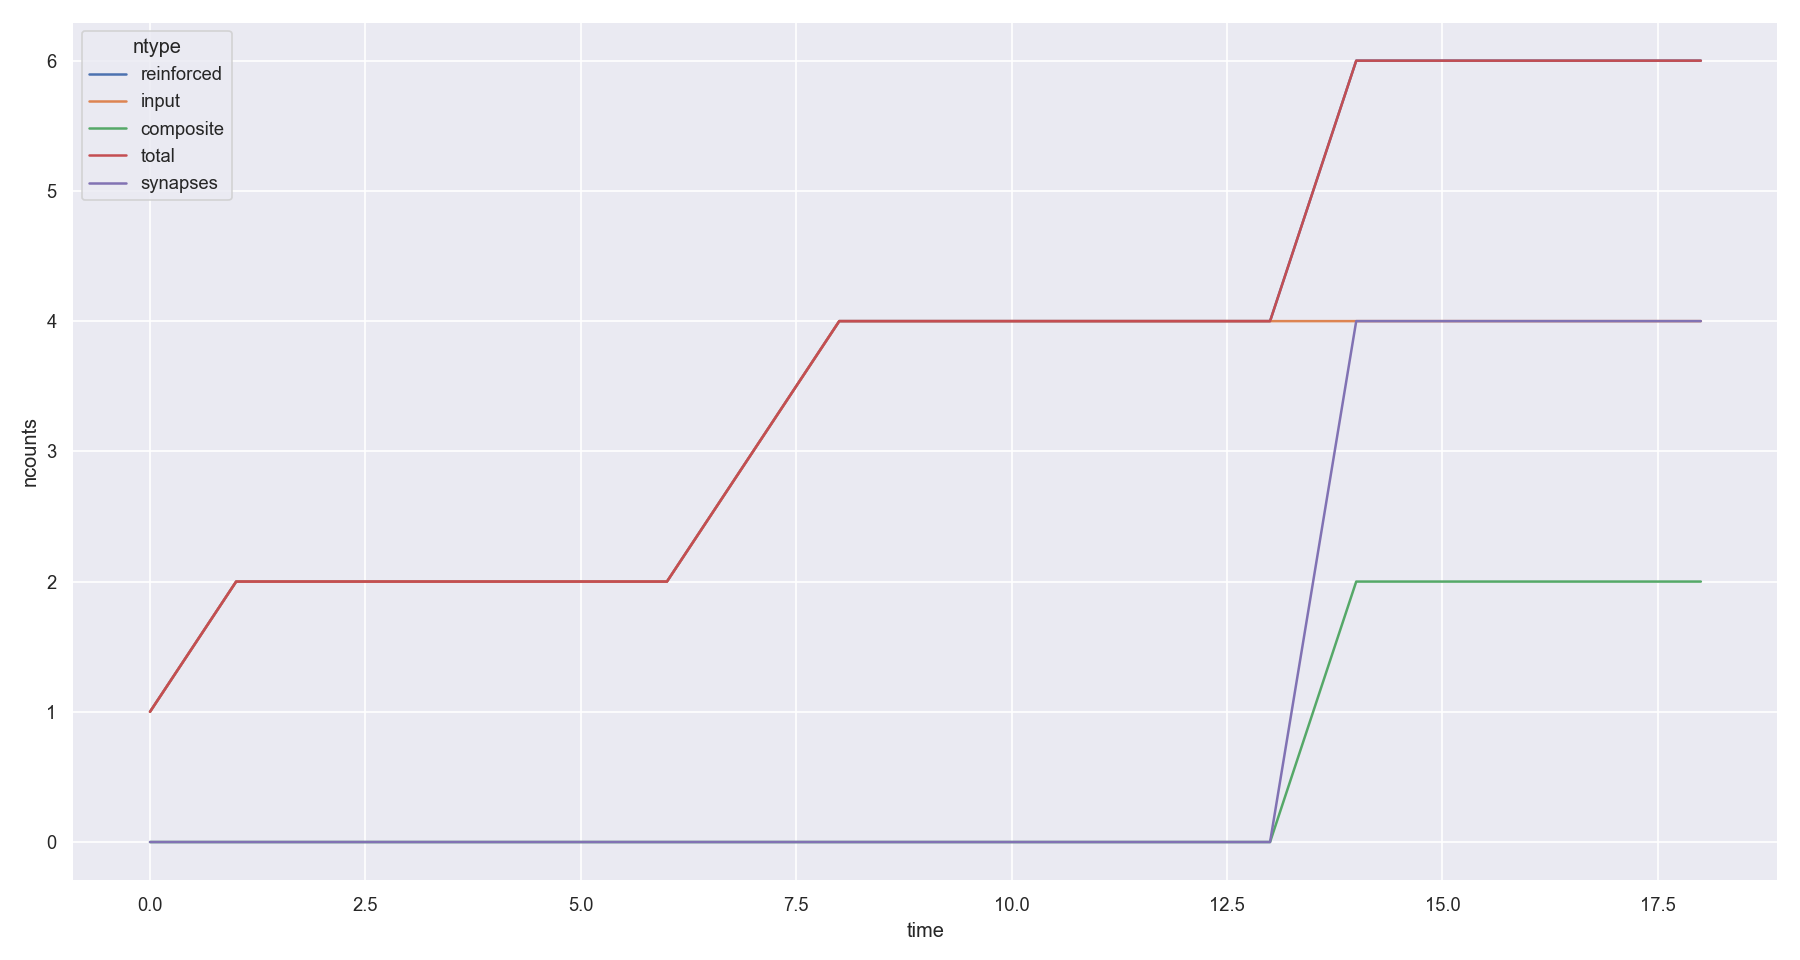 ntype
reinforced
input
composite
total
synapses
6
5
4
3
2
1
0
ncounts
0.0 2.5 5.0 7.5 10.0 12.5 15.0 17.5
time